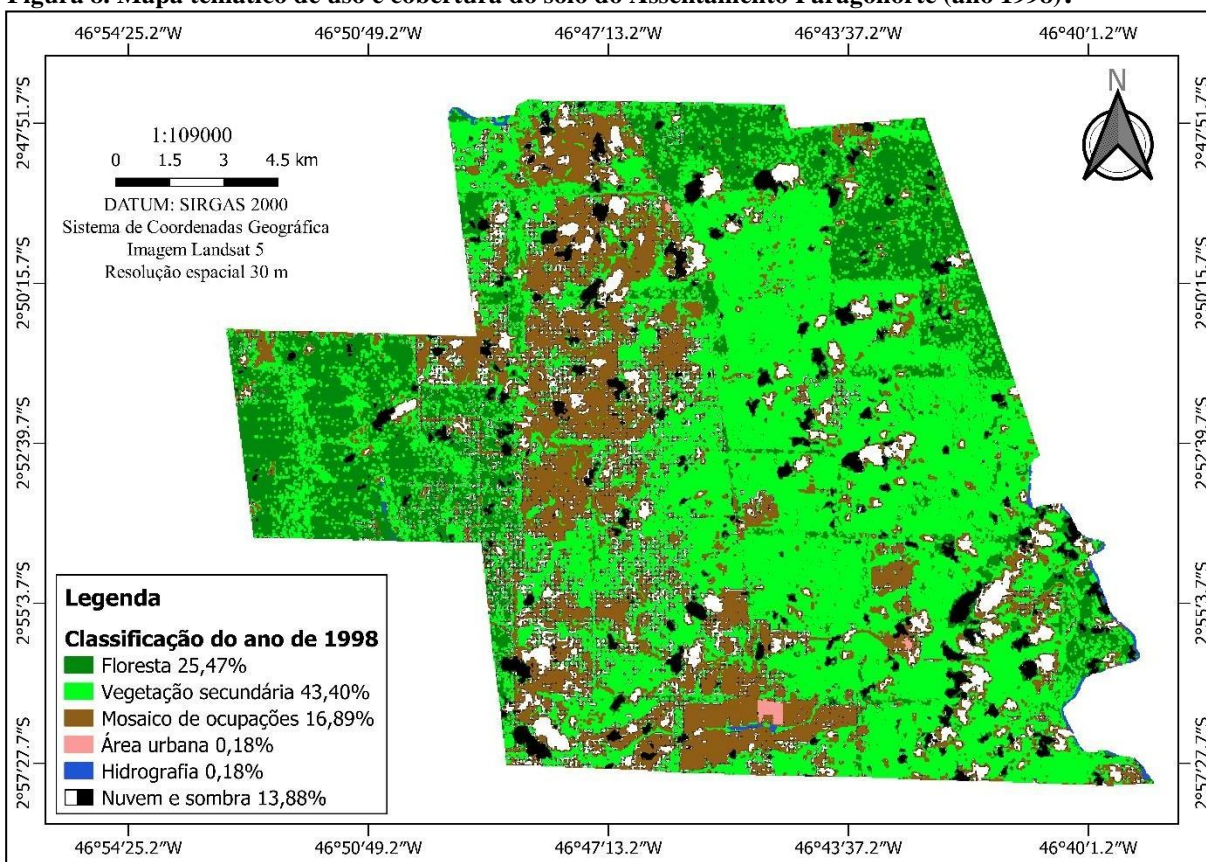 Figura 8. Mapa temático de uso e cobertura do solo do Assentamento Paragonorte (ano 1998).
46°54′25.2″W 46°50′49.2″W 46°47′13.2″W 46°43′37.2″W 46°40′1.2″W
N
2°47′51.7″S 2°47′51.7″S
1:109000
0 1.5 3 4.5 km
DATUM: SIRGAS 2000
Sistema de Coordenadas Geográfica
Imagem Landsat 5
Resolução espacial 30 m
2°50′15.7″S 2°50′15.7″S
2°52′39.7″S 2°52′39.7″S
2°55′3.7″S 2°55′3.7″S
Legenda
Classificação do ano de 1998
Floresta 25,47%
Vegetação secundária 43,40%
Mosaico de ocupações 16,89%
Área urbana 0,18%
Hidrografia 0,18%
Nuvem e sombra 13,88%
2°57′27.7″S 2°57′27.7″S
46°54′25.2″W 46°50′49.2″W 46°47′13.2″W 46°43′37.2″W 46°40′1.2″W